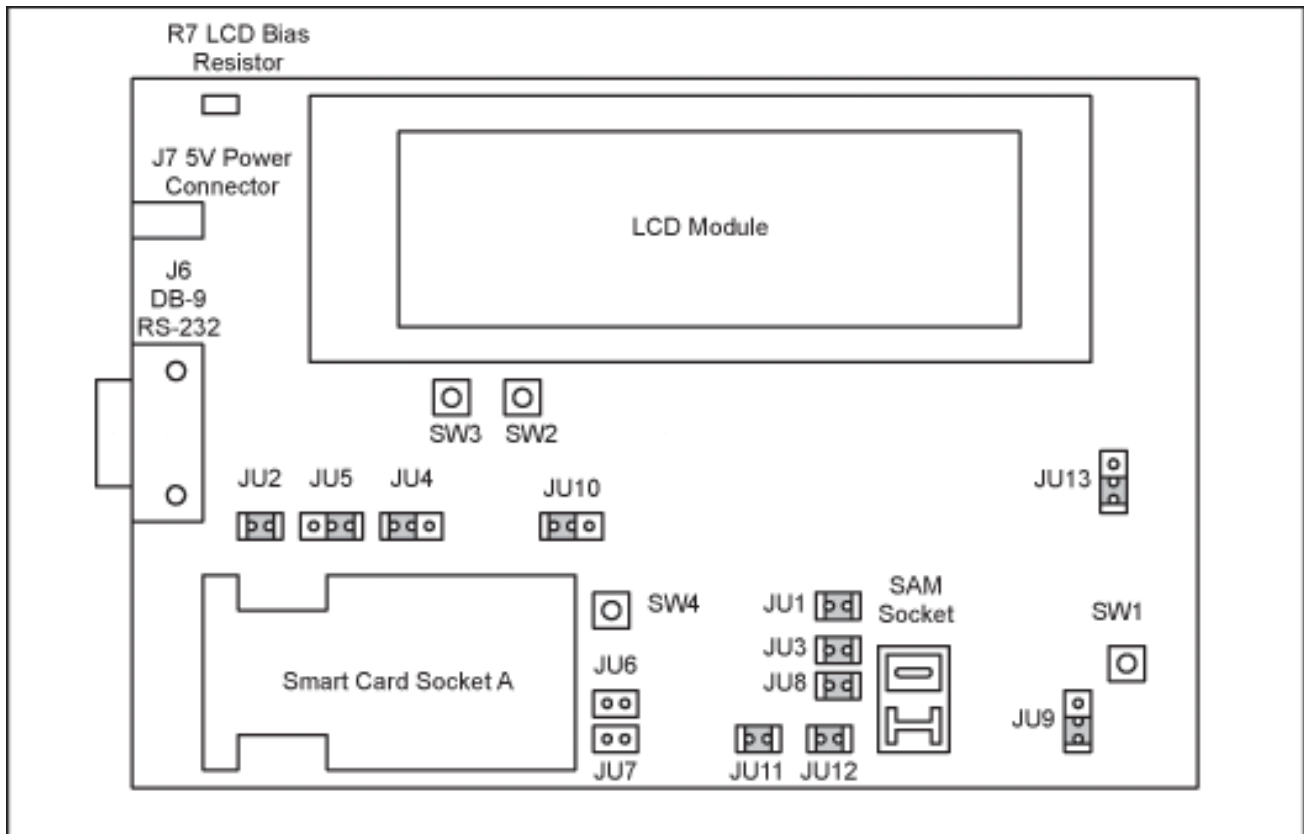 R7 LCD Bias
Resistor
J7 5V Power
Connector
LCD Module
J6
DB-9
RS-232
SW3
SW2
JU2
JU5
JU4
JU10
JU13
SW4
JU1
SAM
Socket
SW1
JU3
JU6
Smart Card Socket A
JU8
JU9
JU7
JU11
JU12